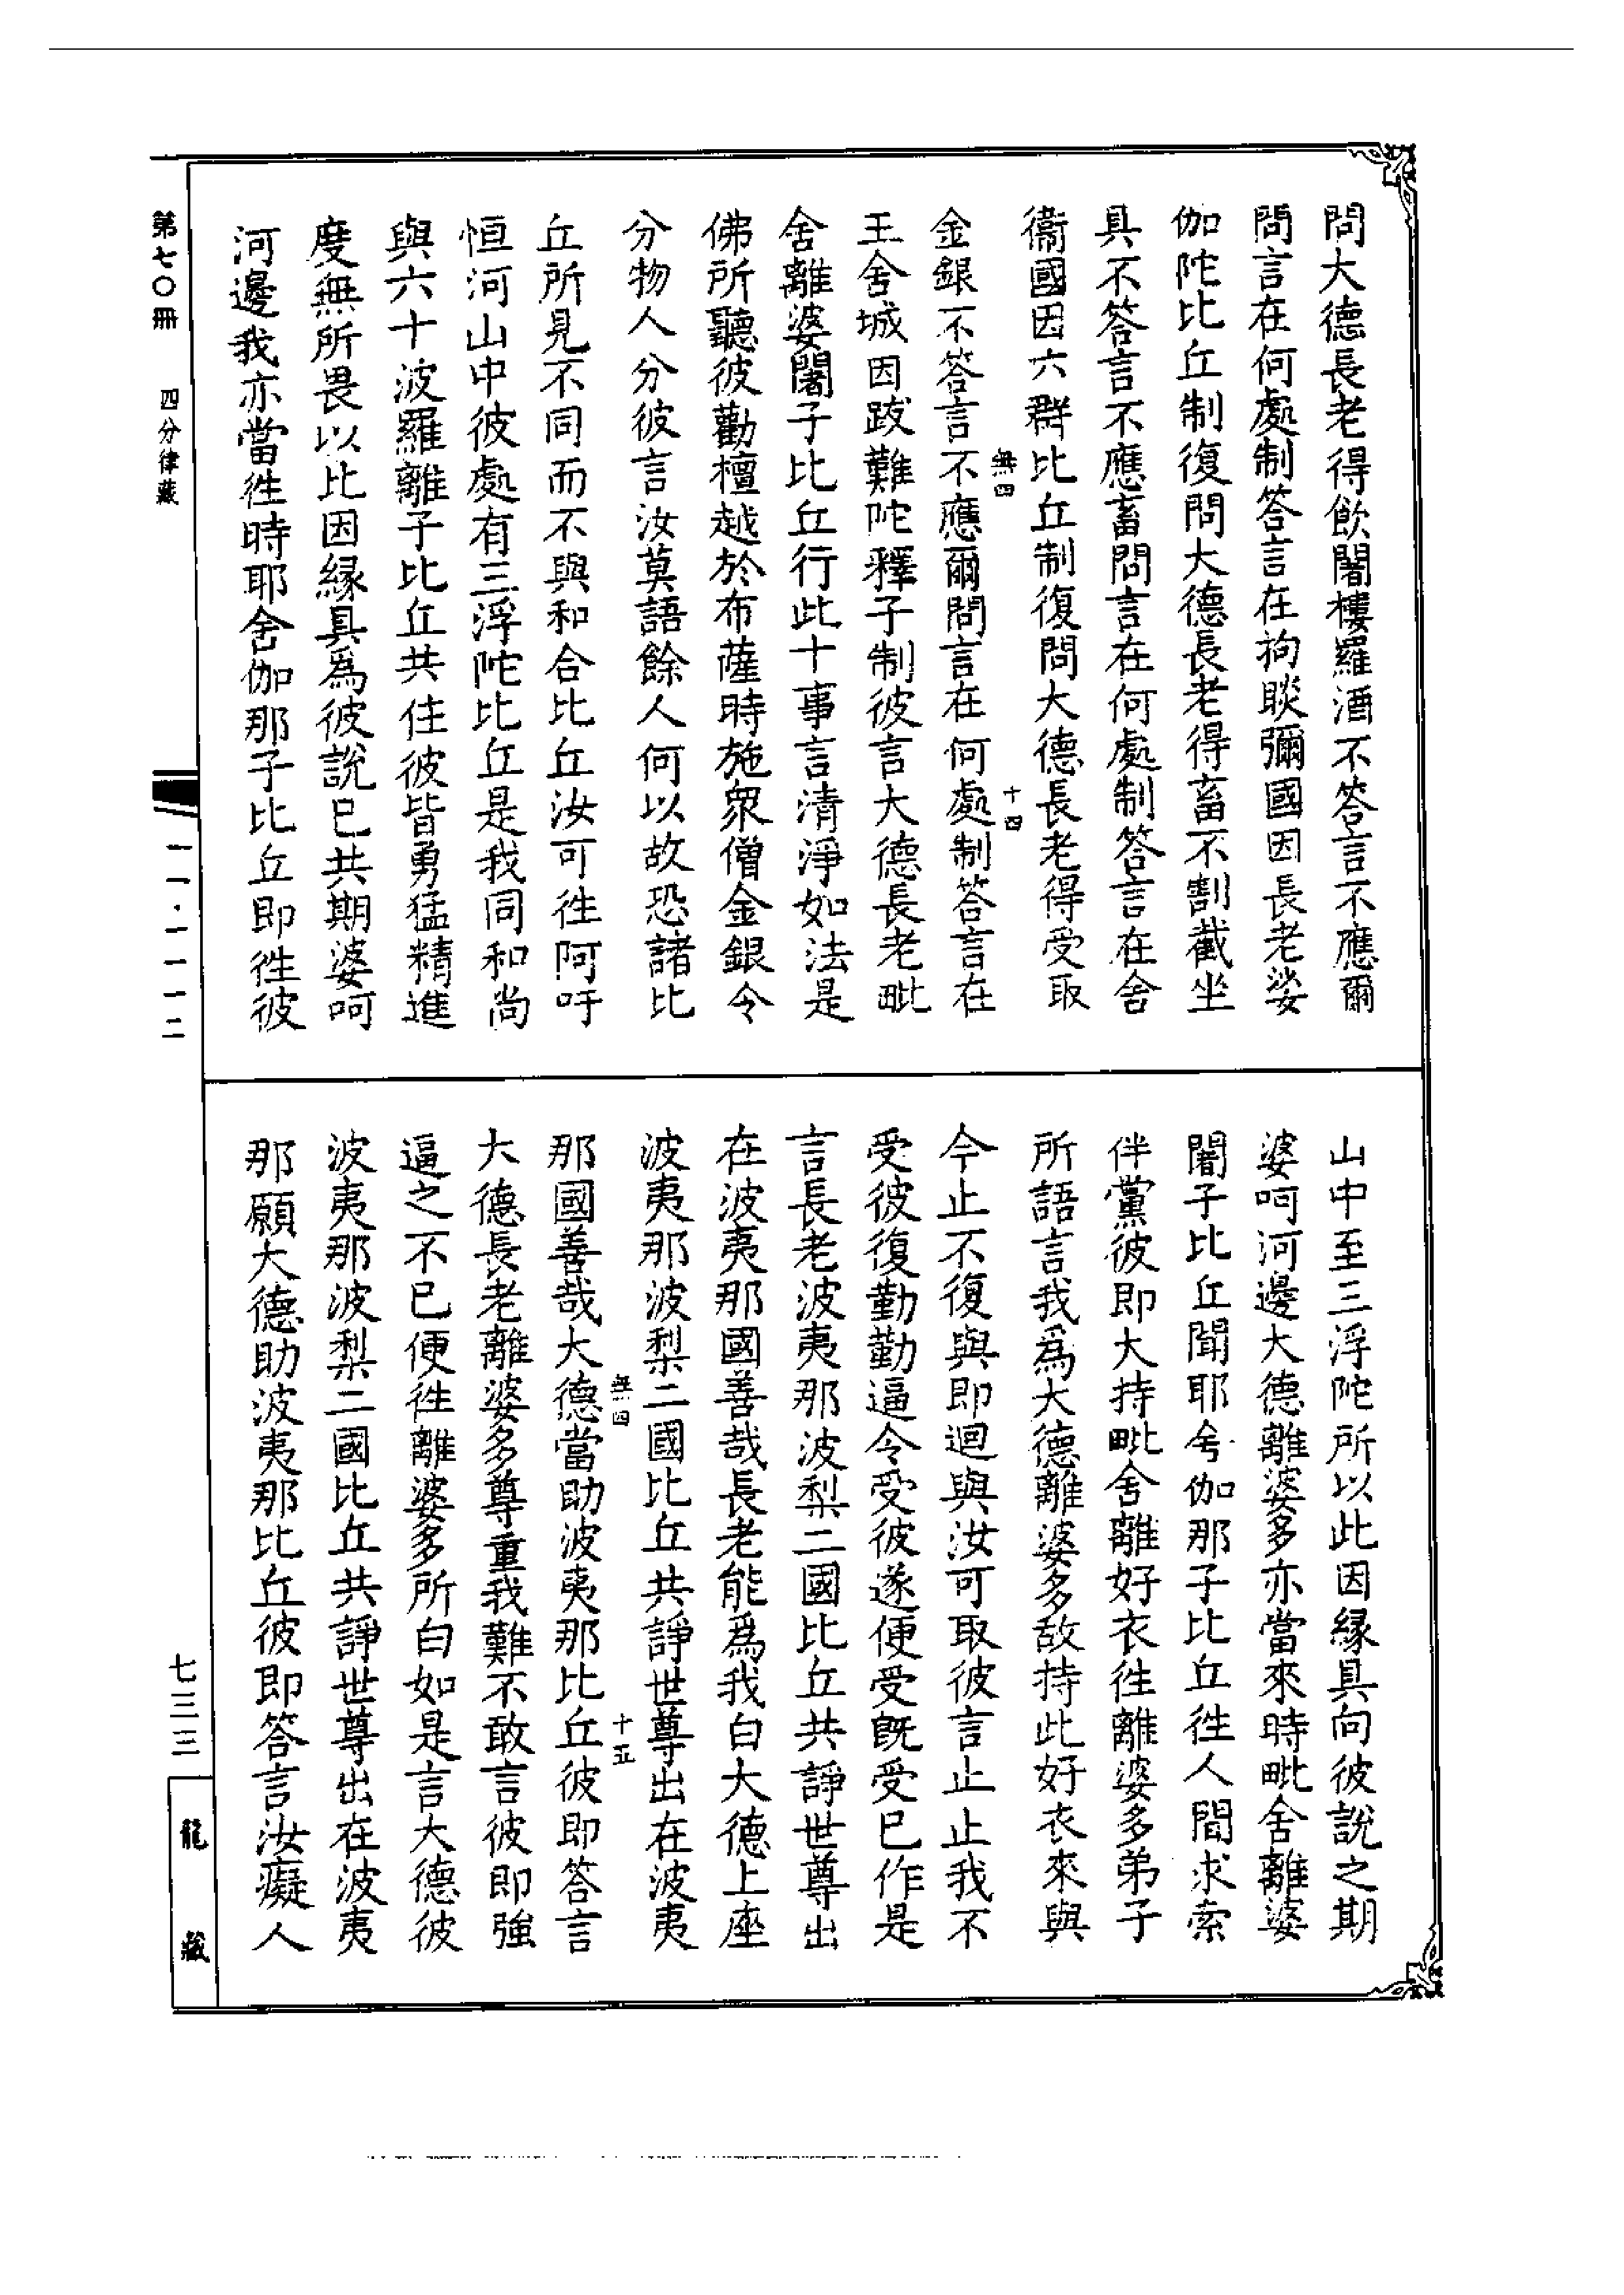 問大德長老得飲闍樓羅酒不答言不應爾
問言在何處制答言在拘睒彌國因長老娑
伽陀比丘制復問大德長老得畜不割截坐
具不答言不應畜問言在何處制答言在舍
衞國因六群比丘制復問大德長老得受取
無四
十四
金銀不答言不應爾問言在何處制答言在
王舍城因跋難陀釋子制彼言大德長老毗
舍離婆闍子比丘行此十事言清淨如法是
佛所聽彼勸檀越於布薩時施衆僧金銀令
分物人分彼言汝莫語餘人何以故恐諸比
丘所見不同而不與和合比丘汝可徃阿吁
恒河山中彼處有三浮陀比丘是我同和尚
與六十波羅離子比丘共住彼皆勇猛精進
度無所畏以比因緣具爲彼說已共期婆呵
河邊我亦當徃時耶舍伽那子比丘即徃彼
山中至三浮陀所以此因緣具向彼說之期
婆呵河邊大德離婆多亦當來時毗舍離婆
闍子比丘聞耶舍伽那子比丘徃人間求索
伴黨彼即大持毗舍離好衣徃離婆多弟子
所語言我爲大德離婆多故持此好衣來與
今止不復與即迴與汝可取彼言止止我不
受彼復勤勤逼令受彼遂便受旣受已作是
言長老波夷那波梨二國比丘共諍世尊出
在波夷那國善哉長老能爲我白大德上座
波夷那波梨二國比丘共諍世尊出在波夷
無四
十五
那國善哉大德當助波夷那比丘彼即答言
大德長老離婆多尊重我難不敢言彼即強
逼之不已便徃離婆多所白如是言大德彼
波夷那波梨二國比丘共諍世尊出在波夷
那願大德助波夷那比丘彼即答言汝癡人
第七〇冊
四分律藏
一一·一一一二
七三三
龍藏